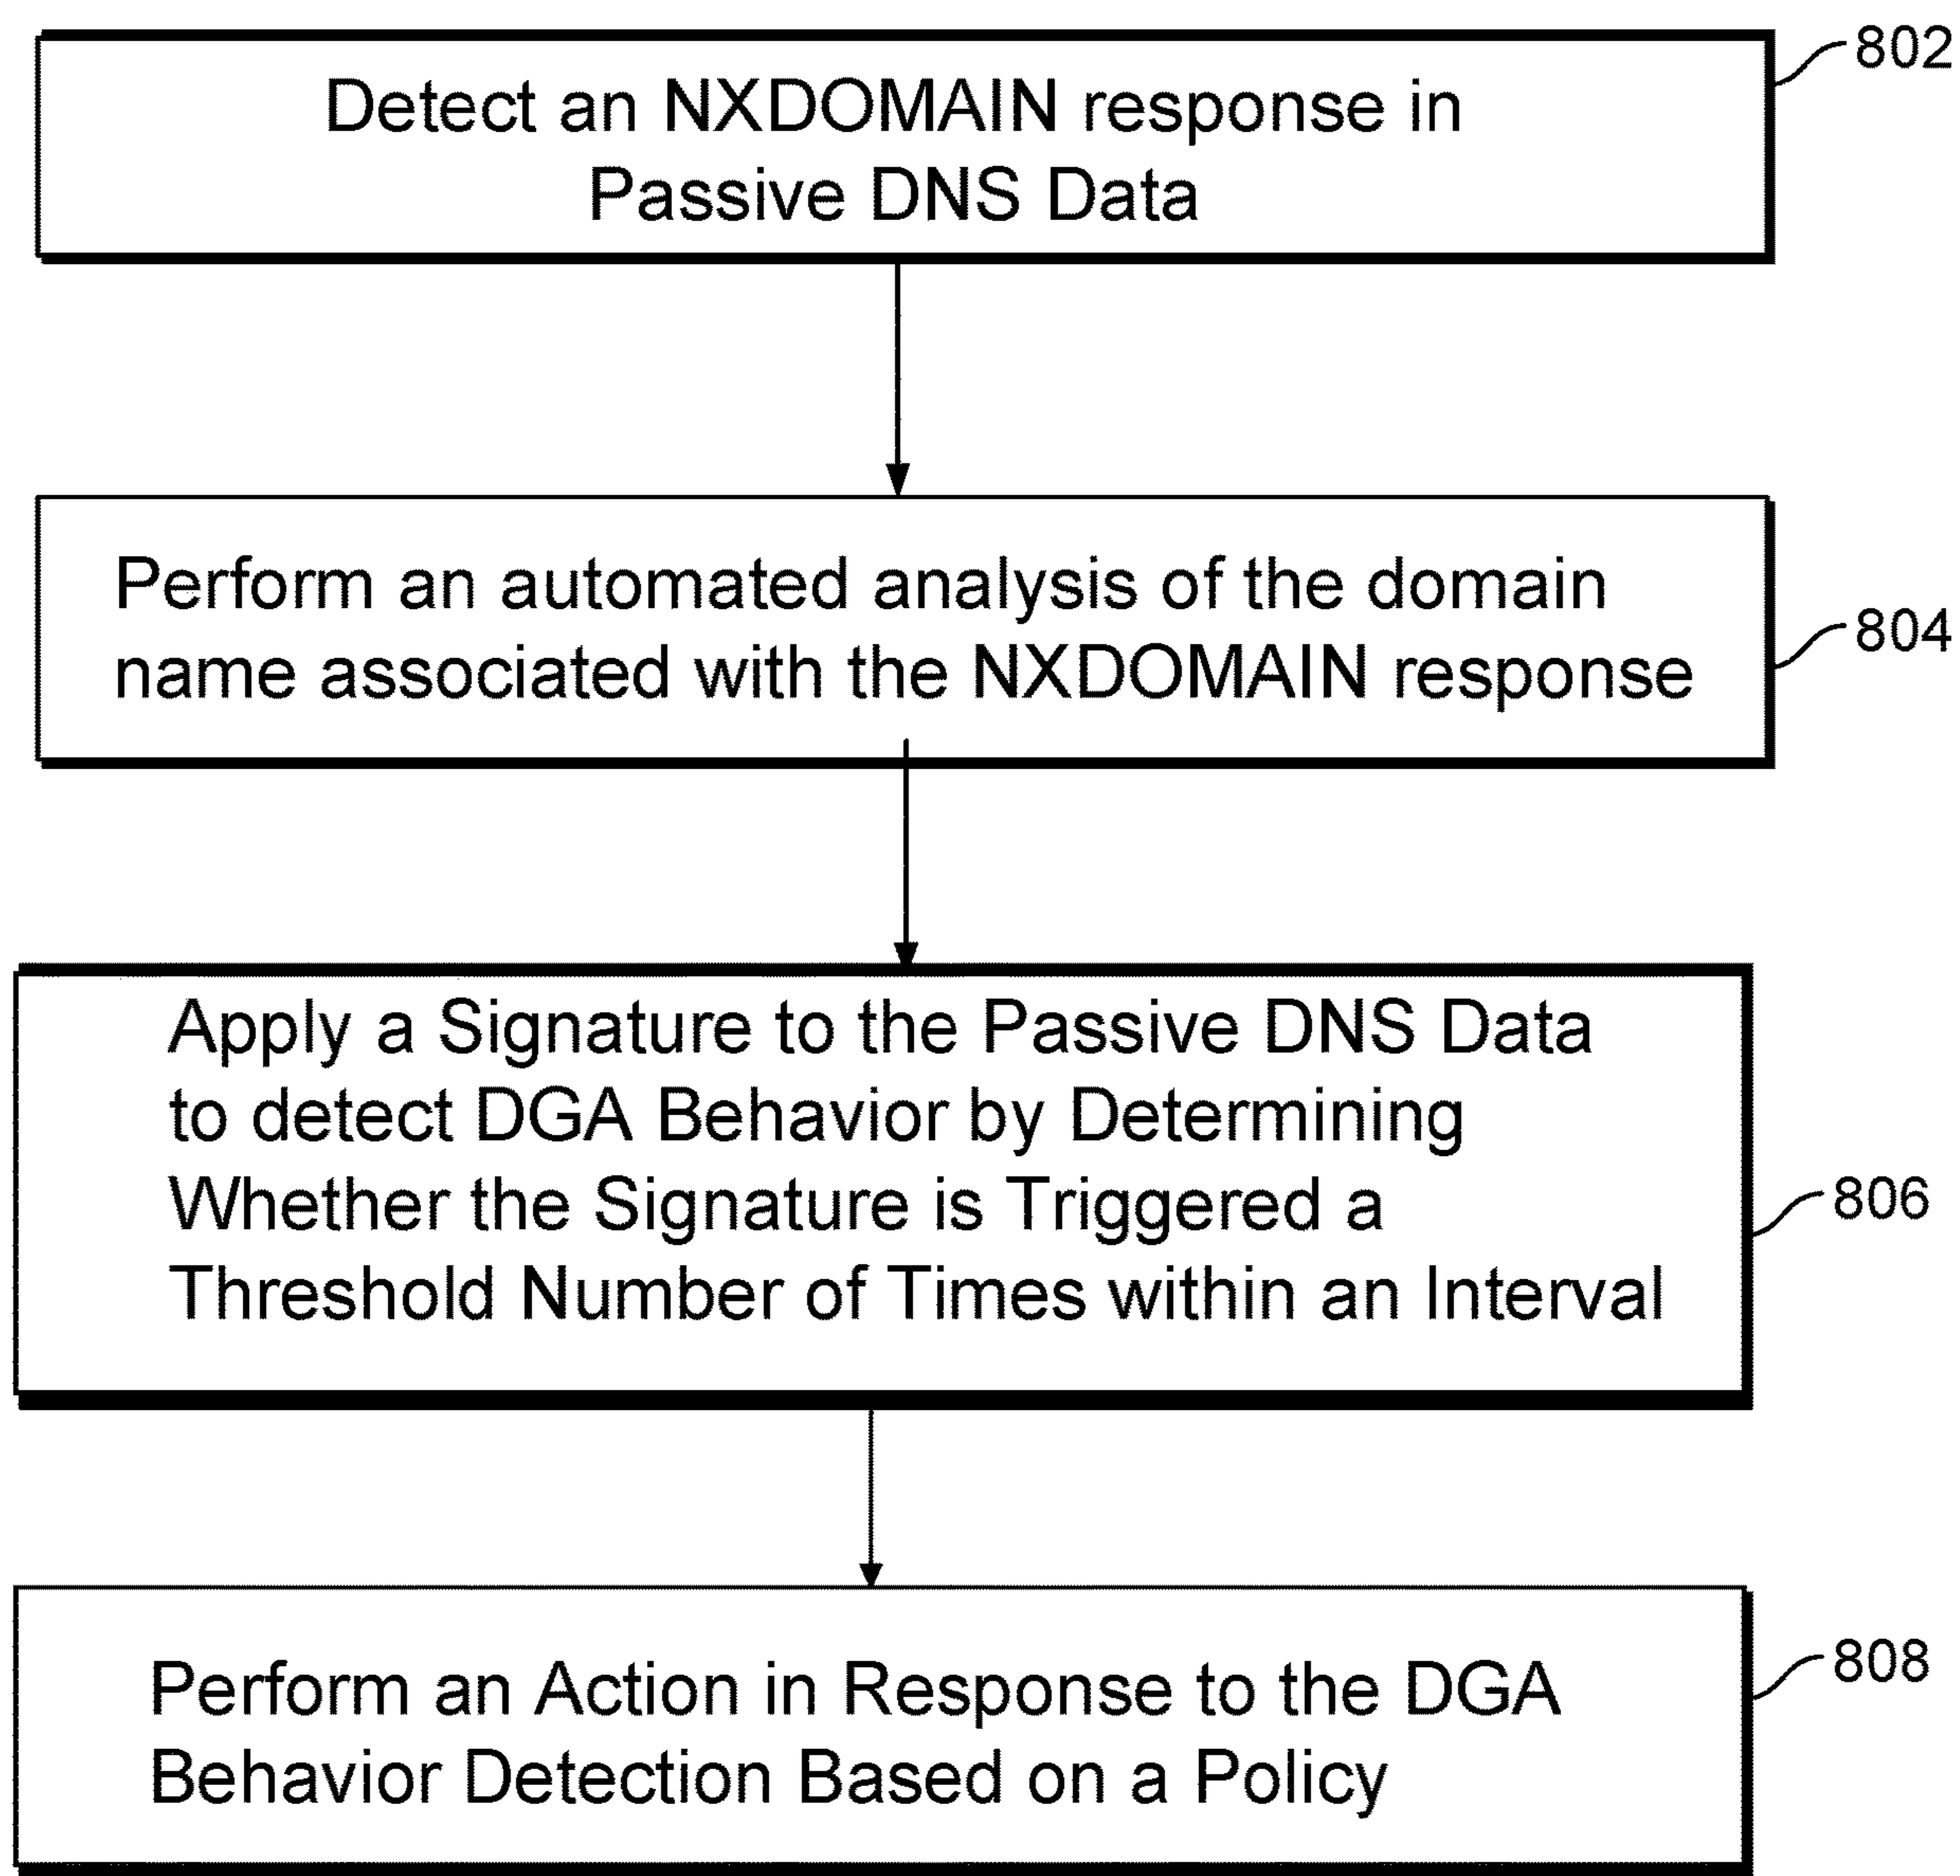 802
Detect an NXDOMAIN response in
Passive DNS Data
Perform an automated analysis of the domain
name associated with the NXDOMAIN response
804
Apply a Signature to the Passive DNS Data
to detect DGA Behavior by Determining
Whether the Signature is Triggered a
Threshold Number of Times within an Interval
806
Perform an Action in Response to the DGA
Behavior Detection Based on a Policy
808